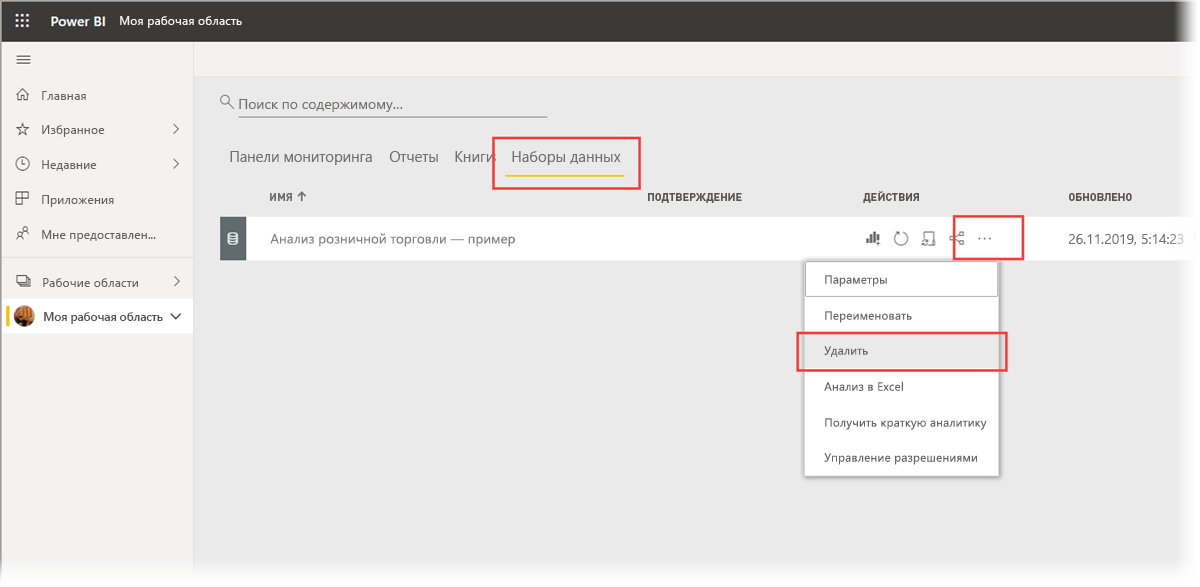 Power BI Моя рабочая область
Главная
Избранное
Недавние
Приложения
Мне предоставлен...
Рабочие области
Моя рабочая область
Поиск по содержимому...
Панели мониторинга Отчеты Книги Наборы данных
ИМЯ ПОДТВЕРЖДЕНИЕ ДЕЙСТВИЯ ОБНОВЛЕНО
Анализ розничной торговли — пример 26.11.2019, 5:14:23
Параметры
Переименовать
Удалить
Анализ в Excel
Получить краткую аналитику
Управление разрешениями